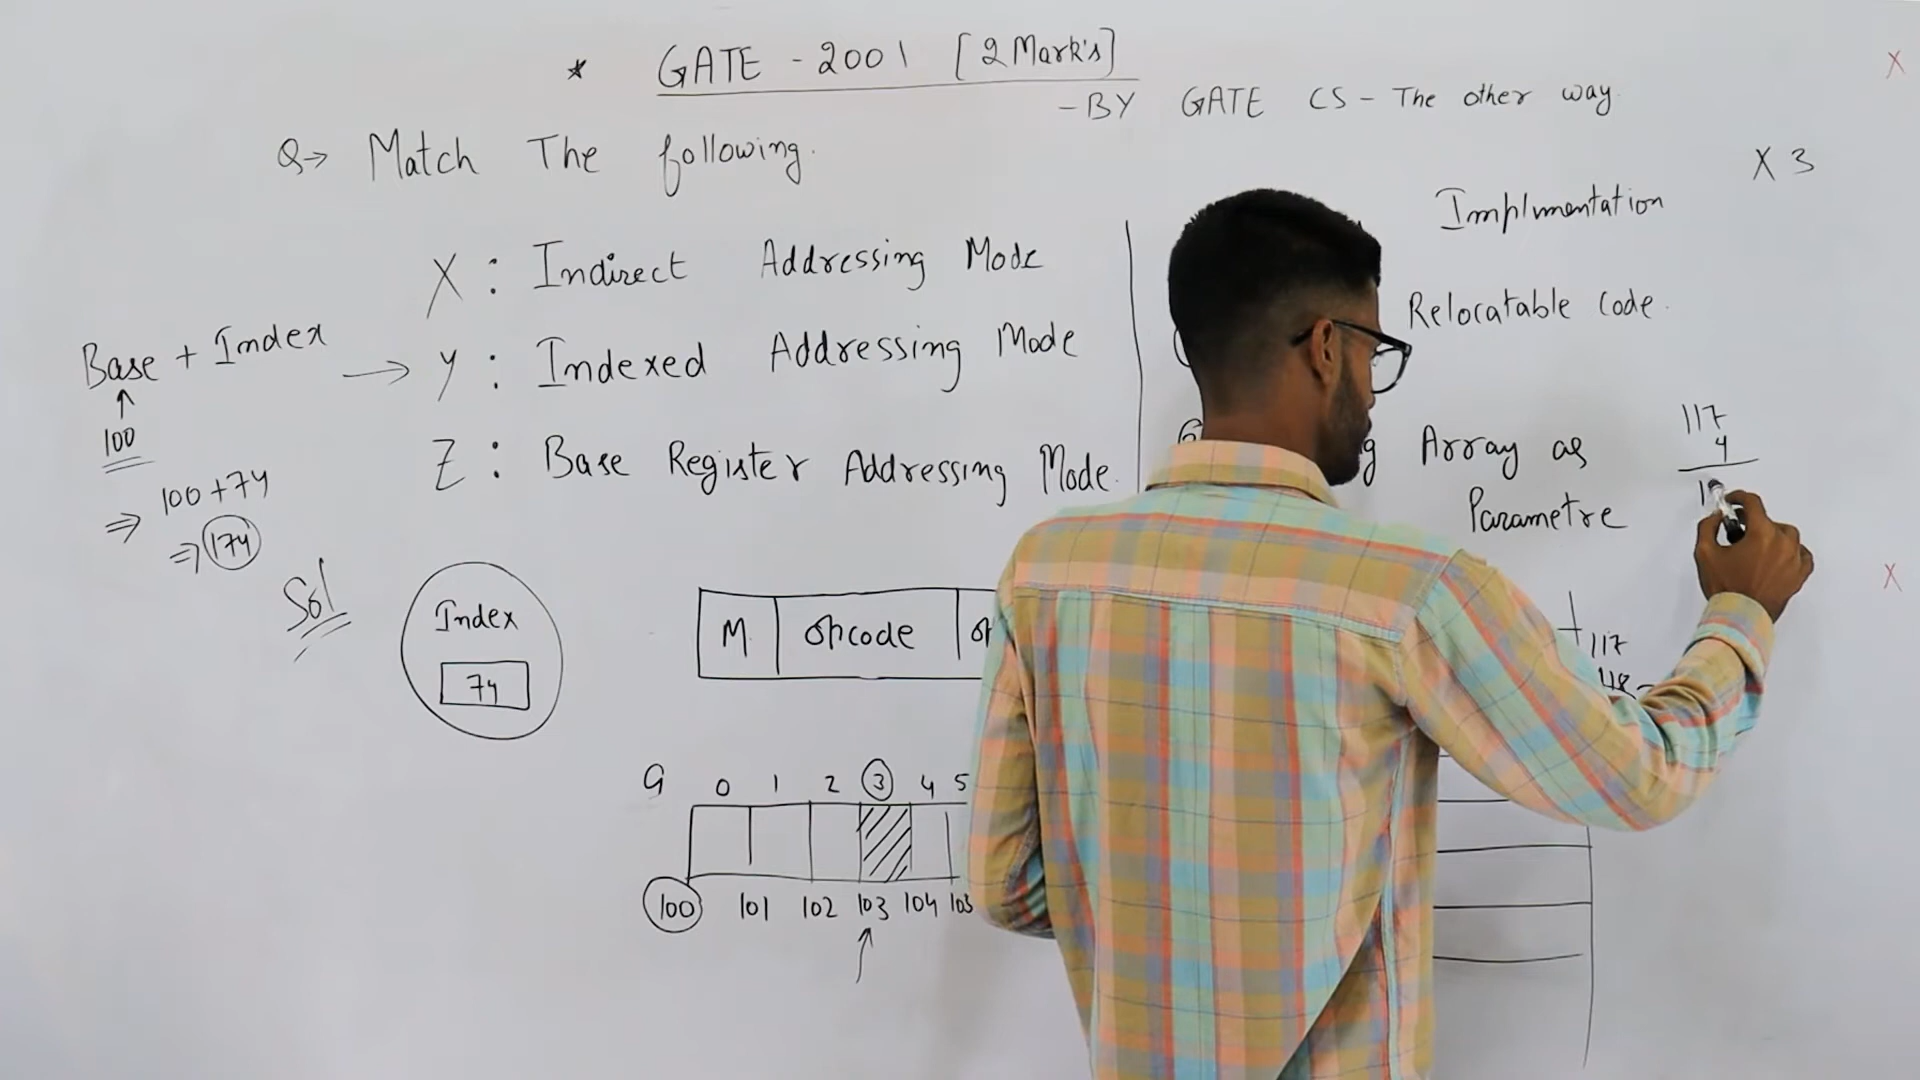 * GATE - 2001 [2 Mark's]
- BY GATE CS - The other way
Q→ Match The following.
X 3
Implmentation
X : Indirect Addressing Mode
Relocatable Code.
Base + Index → Y : Indexed Addressing Mode
100
Z : Base Register Addressing Mode.
Array as
Parametre
117
4
⇒ 100 + 74
⇒ 174
Sol
Index
74
M opcode
117
118
G 0 1 2 3 4 5
100 101 102 103 104 105